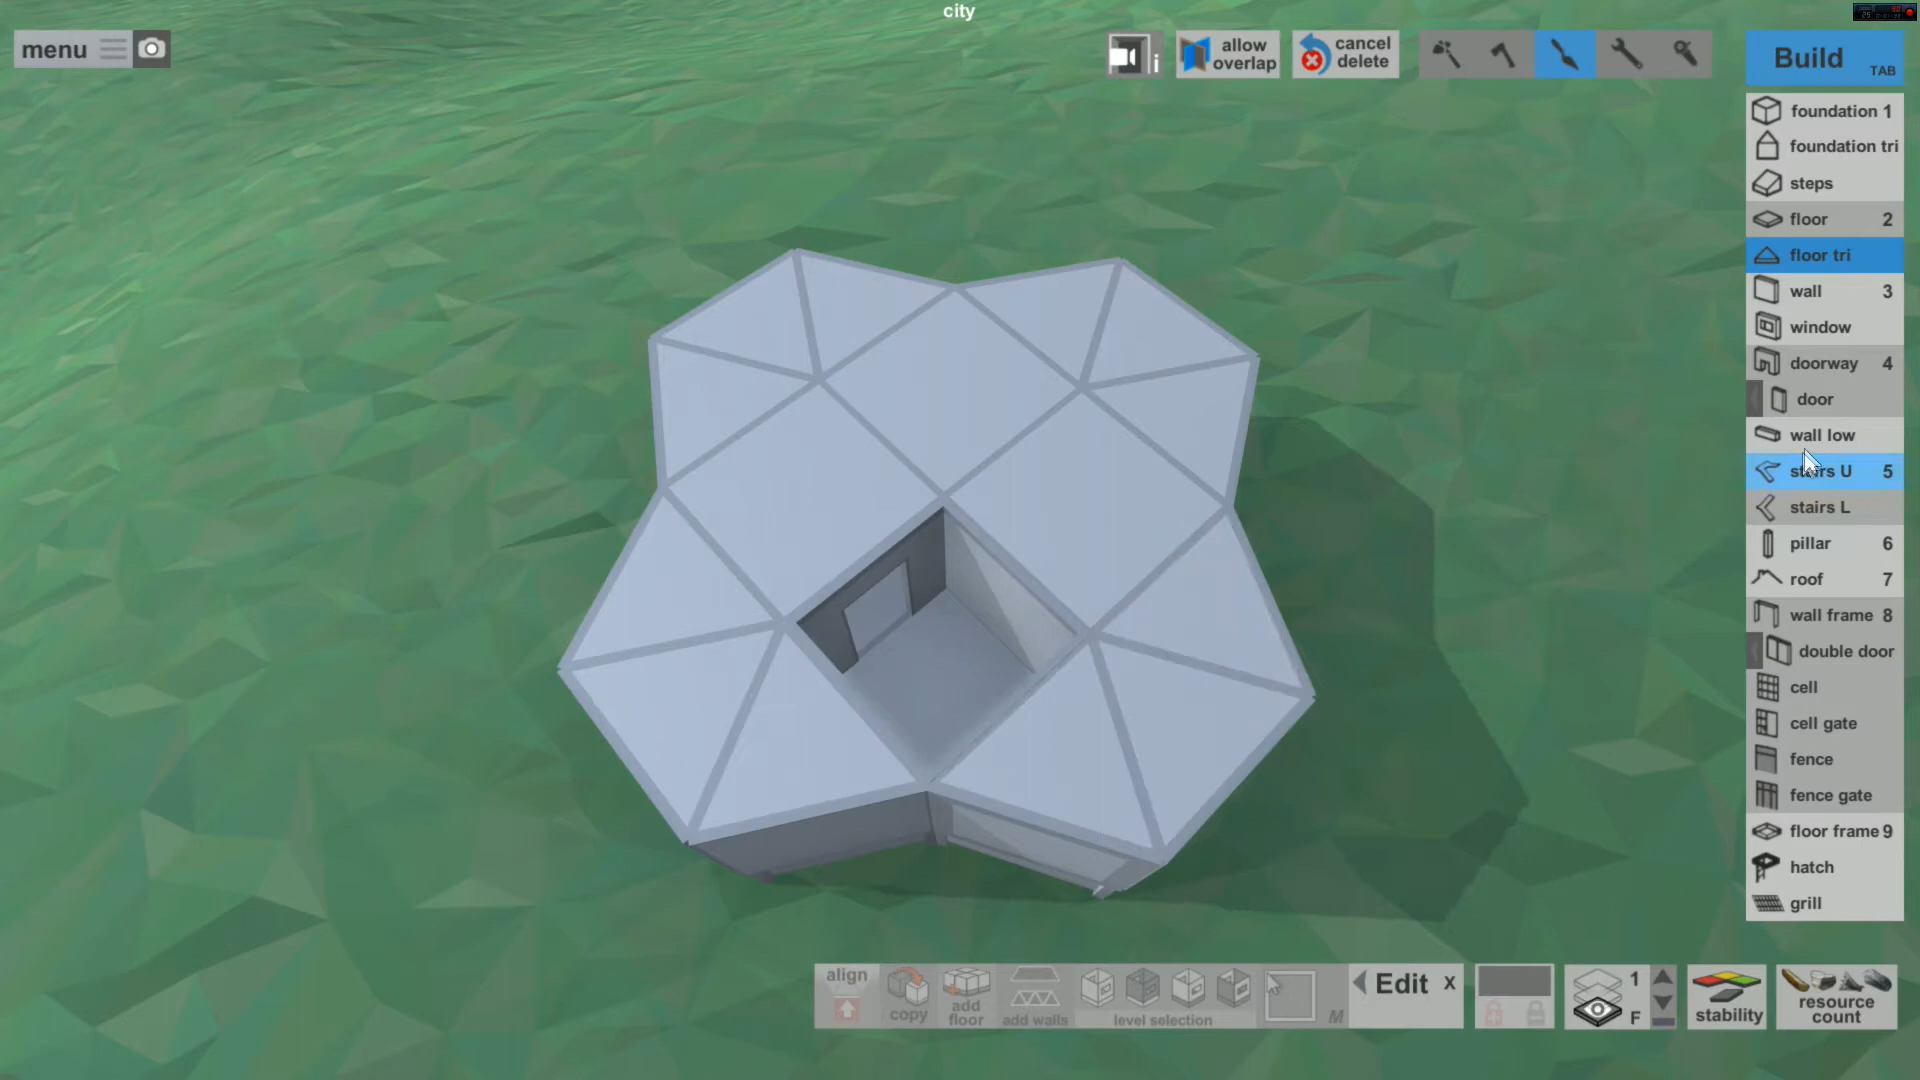 city
menu
i
allow
overlap
cancel
delete
Build
TAB
foundation 1
foundation tri
steps
floor 2
floor tri
wall 3
window
doorway 4
door
wall low
stairs U 5
stairs L
pillar 6
roof 7
wall frame 8
double door
cell
cell gate
fence
fence gate
floor frame 9
hatch
grill
align
copy
add
floor
add walls
level selection
M
Edit x
1
F
stability
resource
count